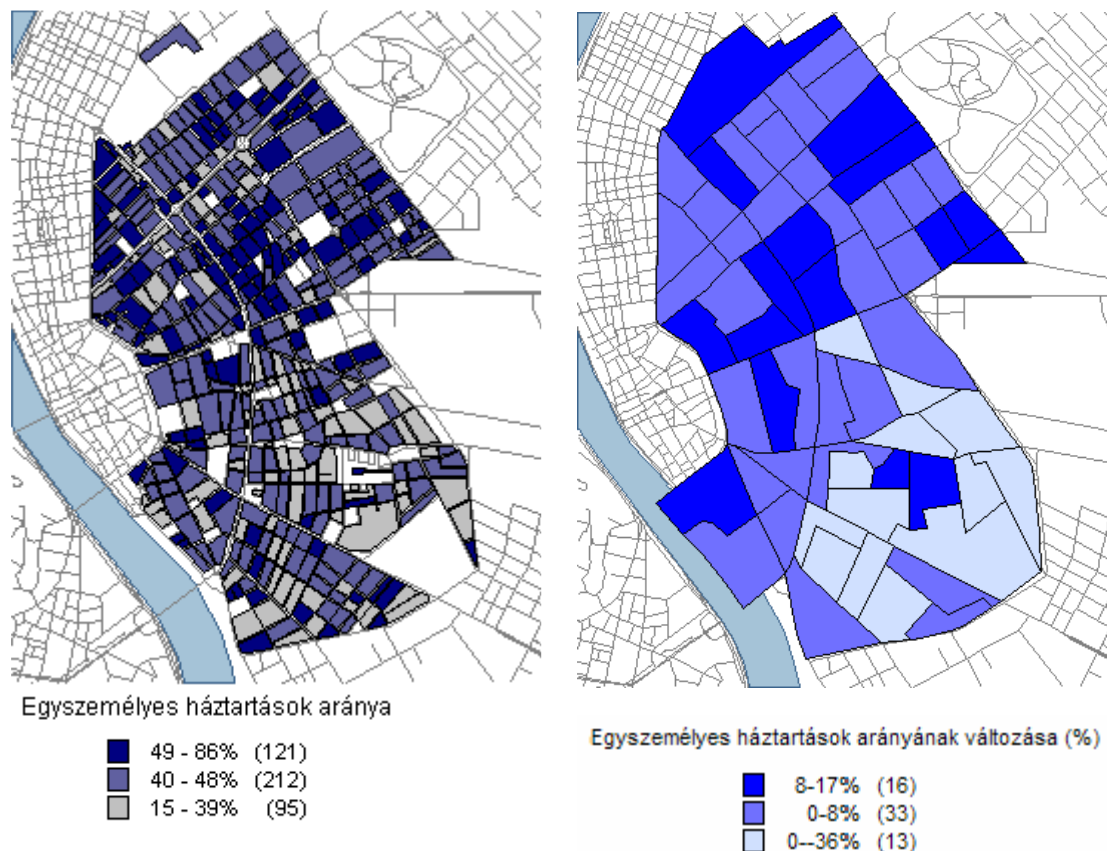 Egyszemélyes háztartások aránya
49 - 86% (121)
40 - 48% (212)
15 - 39% (95)
Egyszemélyes háztartások arányának változása (%)
8-17% (16)
0-8% (33)
0--36% (13)